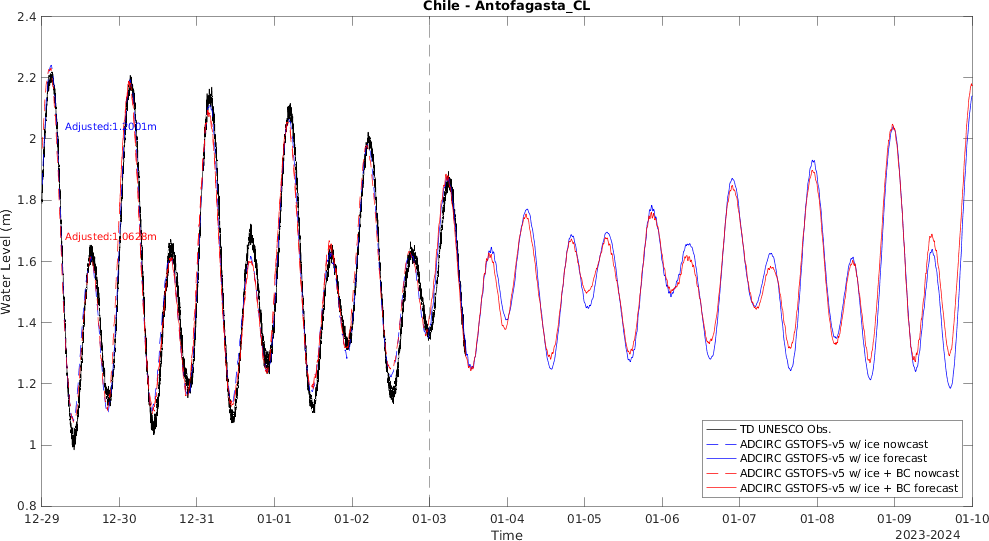 Chile - Antofagasta_CL
2.4
2.2
2
1.8
1.6
1.4
1.2
1
0.8
Water Level (m)
Adjusted:1.2001m
Adjusted:1.0628m
TD UNESCO Obs.
ADCIRC GSTOFS-v5 w/ ice nowcast
ADCIRC GSTOFS-v5 w/ ice forecast
ADCIRC GSTOFS-v5 w/ ice + BC nowcast
ADCIRC GSTOFS-v5 w/ ice + BC forecast
12-29 12-30 12-31 01-01 01-02 01-03 01-04 01-05 01-06 01-07 01-08 01-09 01-10
Time
2023-2024